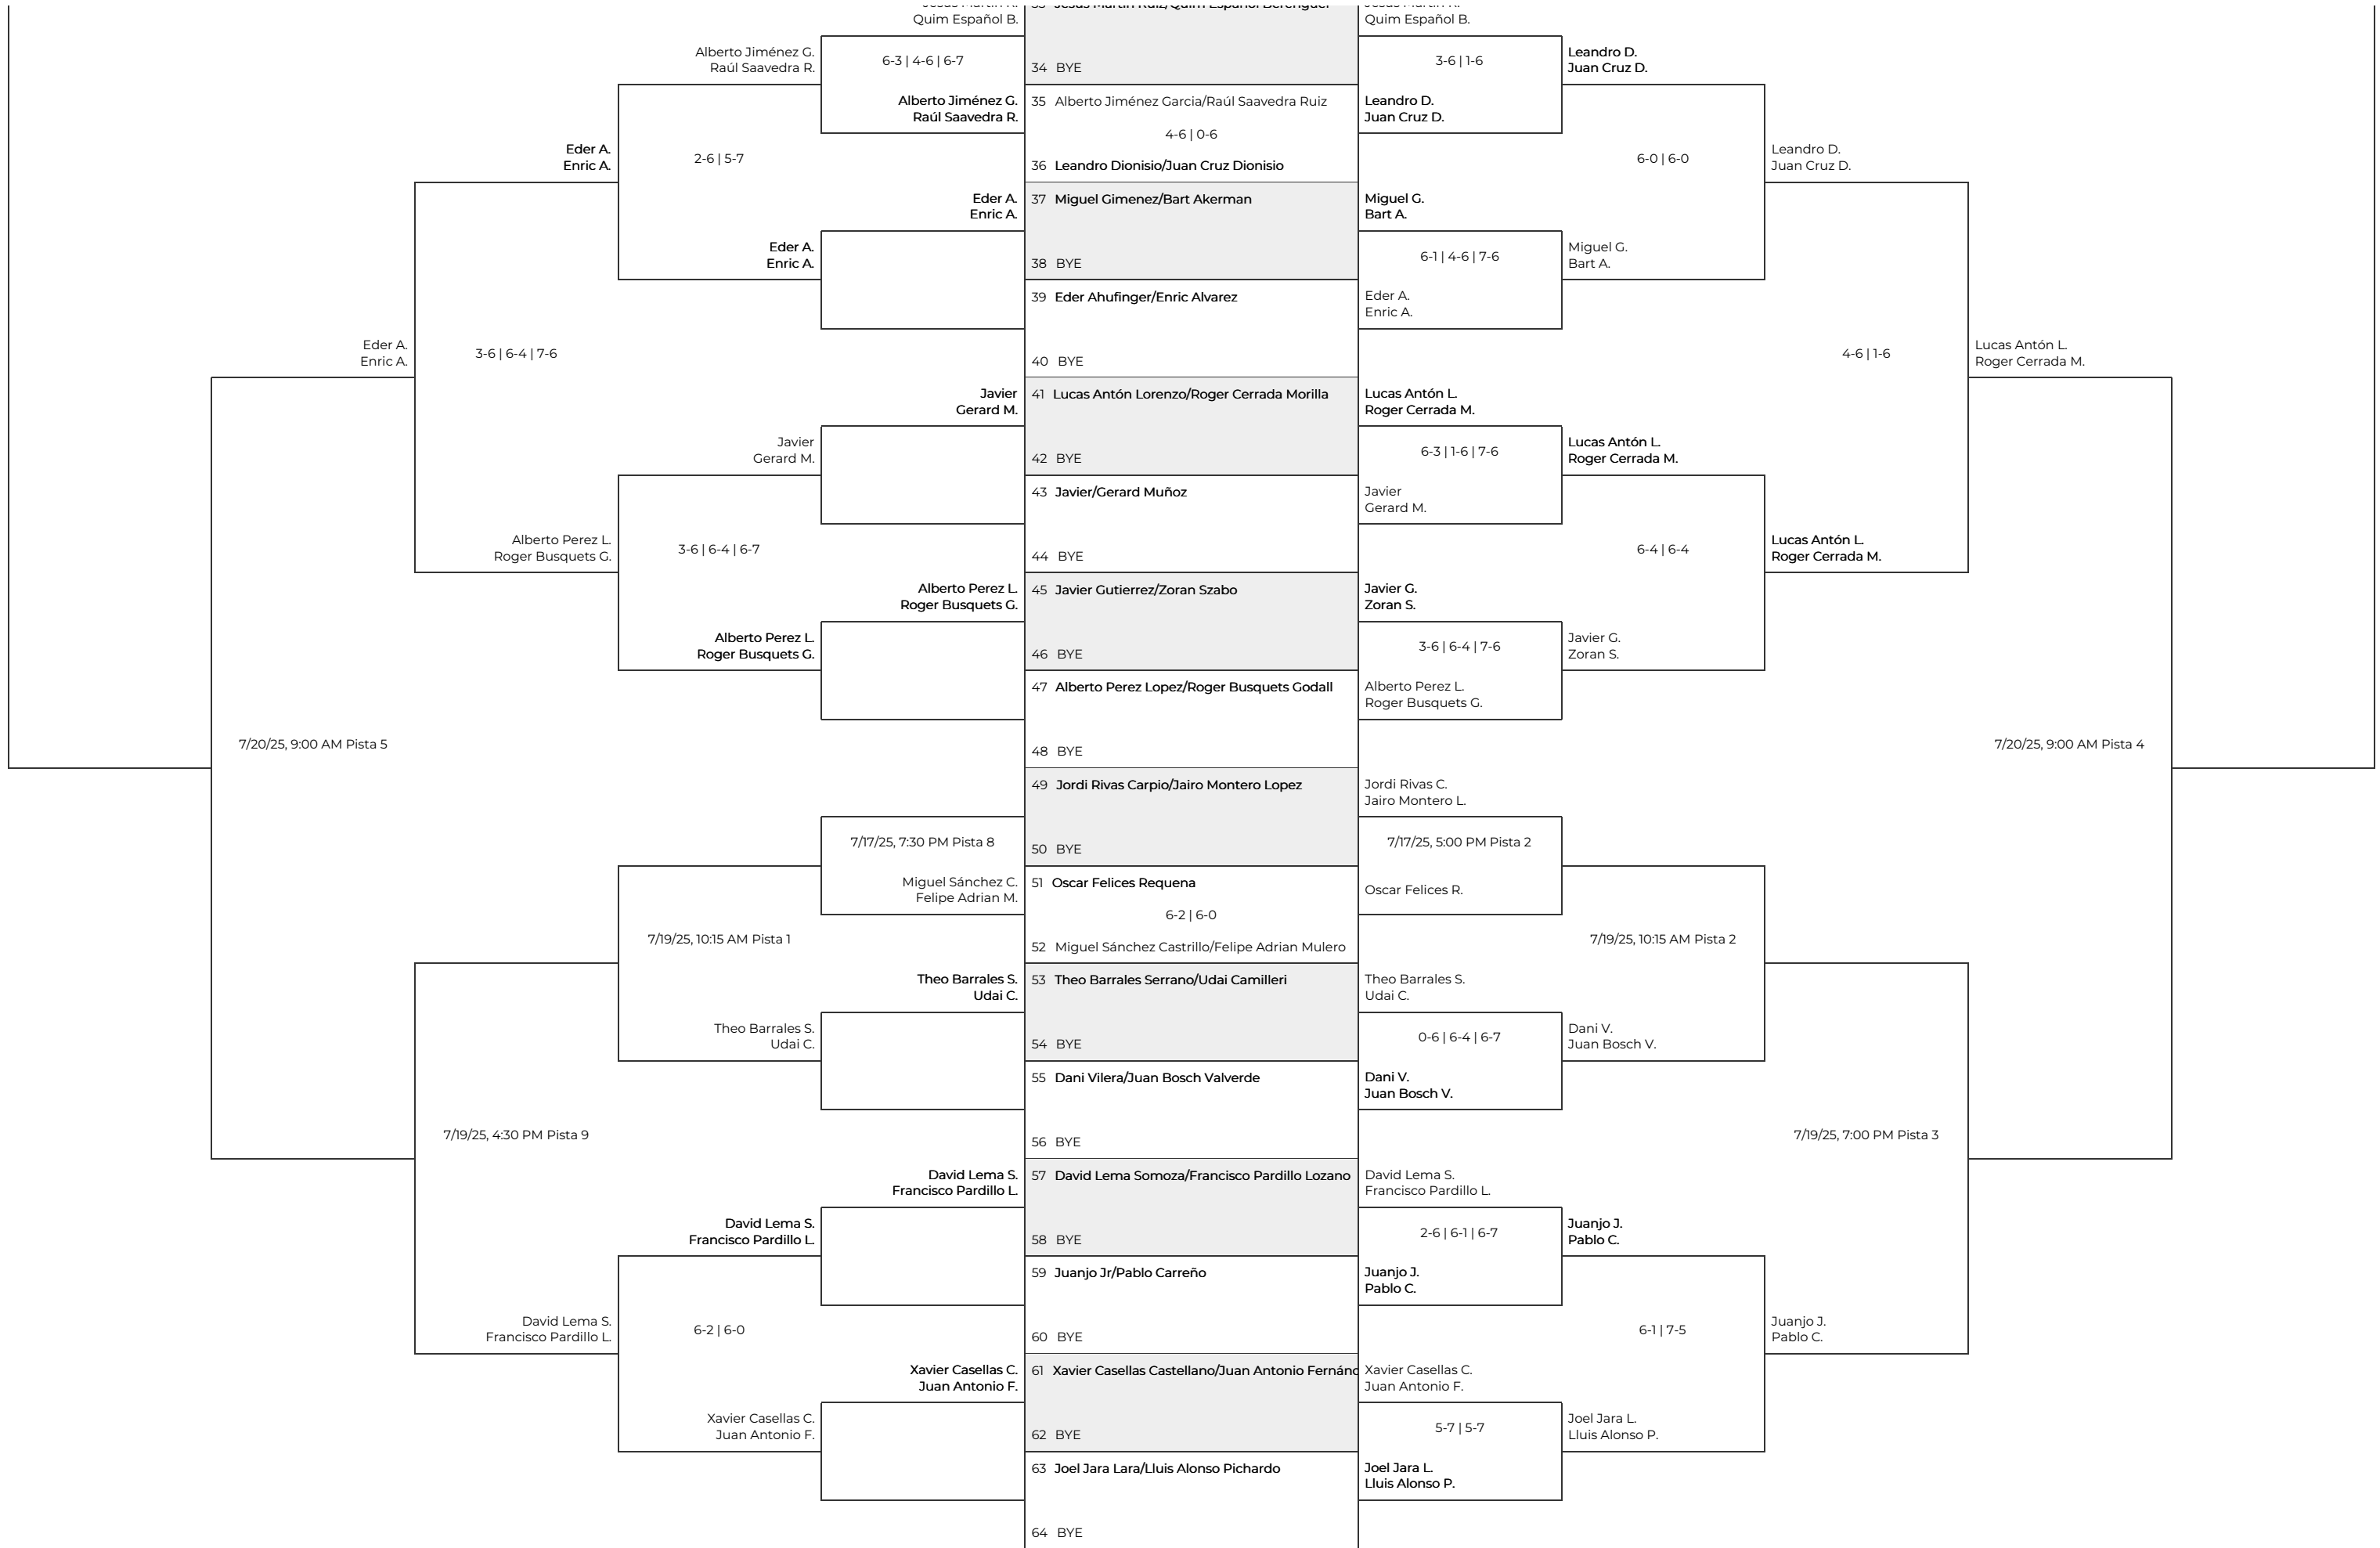 Quim Español B.
Quim Español B.
Alberto Jiménez G.
Raúl Saavedra R.
6-3 | 4-6 | 6-7
34 BYE
3-6 | 1-6
Leandro D.
Juan Cruz D.
Alberto Jiménez G.
Raúl Saavedra R.
35 Alberto Jiménez Garcia/Raúl Saavedra Ruiz
4-6 | 0-6
36 Leandro Dionisio/Juan Cruz Dionisio
Leandro D.
Juan Cruz D.
Eder A.
Enric A.
2-6 | 5-7
6-0 | 6-0
Leandro D.
Juan Cruz D.
Eder A.
Enric A.
37 Miguel Gimenez/Bart Akerman
Miguel G.
Bart A.
Eder A.
Enric A.
38 BYE
6-1 | 4-6 | 7-6
Miguel G.
Bart A.
39 Eder Ahufinger/Enric Alvarez
Eder A.
Enric A.
Eder A.
Enric A.
3-6 | 6-4 | 7-6
40 BYE
4-6 | 1-6
Lucas Antón L.
Roger Cerrada M.
Javier
Gerard M.
41 Lucas Antón Lorenzo/Roger Cerrada Morilla
Lucas Antón L.
Roger Cerrada M.
Javier
Gerard M.
42 BYE
6-3 | 1-6 | 7-6
Lucas Antón L.
Roger Cerrada M.
43 Javier/Gerard Muñoz
Javier
Gerard M.
Alberto Perez L.
Roger Busquets G.
3-6 | 6-4 | 6-7
44 BYE
6-4 | 6-4
Lucas Antón L.
Roger Cerrada M.
Alberto Perez L.
Roger Busquets G.
45 Javier Gutierrez/Zoran Szabo
Javier G.
Zoran S.
Alberto Perez L.
Roger Busquets G.
46 BYE
3-6 | 6-4 | 7-6
Javier G.
Zoran S.
47 Alberto Perez Lopez/Roger Busquets Godall
Alberto Perez L.
Roger Busquets G.
7/20/25, 9:00 AM Pista 5
48 BYE
7/20/25, 9:00 AM Pista 4
49 Jordi Rivas Carpio/Jairo Montero Lopez
Jordi Rivas C.
Jairo Montero L.
7/17/25, 7:30 PM Pista 8
50 BYE
7/17/25, 5:00 PM Pista 2
Miguel Sánchez C.
Felipe Adrian M.
51 Oscar Felices Requena
Oscar Felices R.
6-2 | 6-0
7/19/25, 10:15 AM Pista 1
52 Miguel Sánchez Castrillo/Felipe Adrian Mulero
7/19/25, 10:15 AM Pista 2
Theo Barrales S.
Udai C.
53 Theo Barrales Serrano/Udai Camilleri
Theo Barrales S.
Udai C.
Theo Barrales S.
Udai C.
54 BYE
0-6 | 6-4 | 6-7
Dani V.
Juan Bosch V.
55 Dani Vilera/Juan Bosch Valverde
Dani V.
Juan Bosch V.
7/19/25, 4:30 PM Pista 9
56 BYE
7/19/25, 7:00 PM Pista 3
David Lema S.
Francisco Pardillo L.
57 David Lema Somoza/Francisco Pardillo Lozano
David Lema S.
Francisco Pardillo L.
David Lema S.
Francisco Pardillo L.
58 BYE
2-6 | 6-1 | 6-7
Juanjo J.
Pablo C.
59 Juanjo Jr/Pablo Carreño
Juanjo J.
Pablo C.
David Lema S.
Francisco Pardillo L.
6-2 | 6-0
60 BYE
6-1 | 7-5
Juanjo J.
Pablo C.
Xavier Casellas C.
Juan Antonio F.
61 Xavier Casellas Castellano/Juan Antonio
Xavier Casellas C.
Juan Antonio F.
Xavier Casellas C.
Juan Antonio F.
62 BYE
5-7 | 5-7
Joel Jara L.
Lluis Alonso P.
63 Joel Jara Lara/Lluis Alonso Pichardo
Joel Jara L.
Lluis Alonso P.
64 BYE